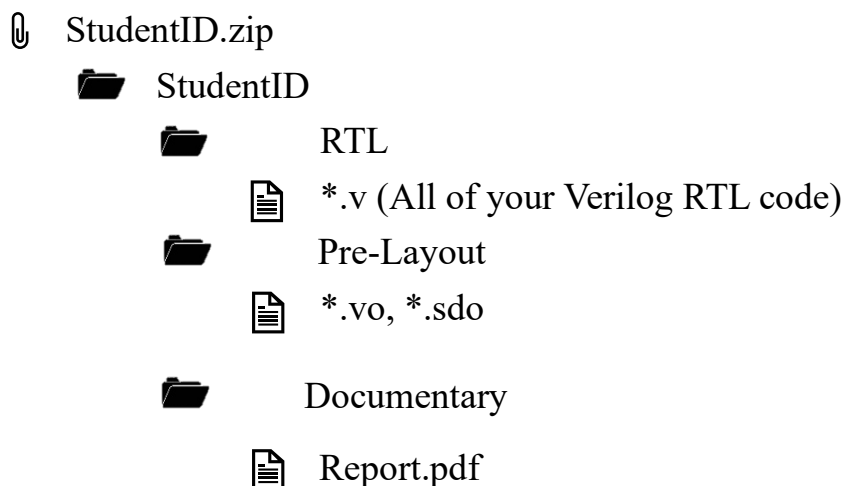 StudentID.zip
StudentID
RTL
*.v (All of your Verilog RTL code)
Pre-Layout
*.vo, *.sdo
Documentary
Report.pdf